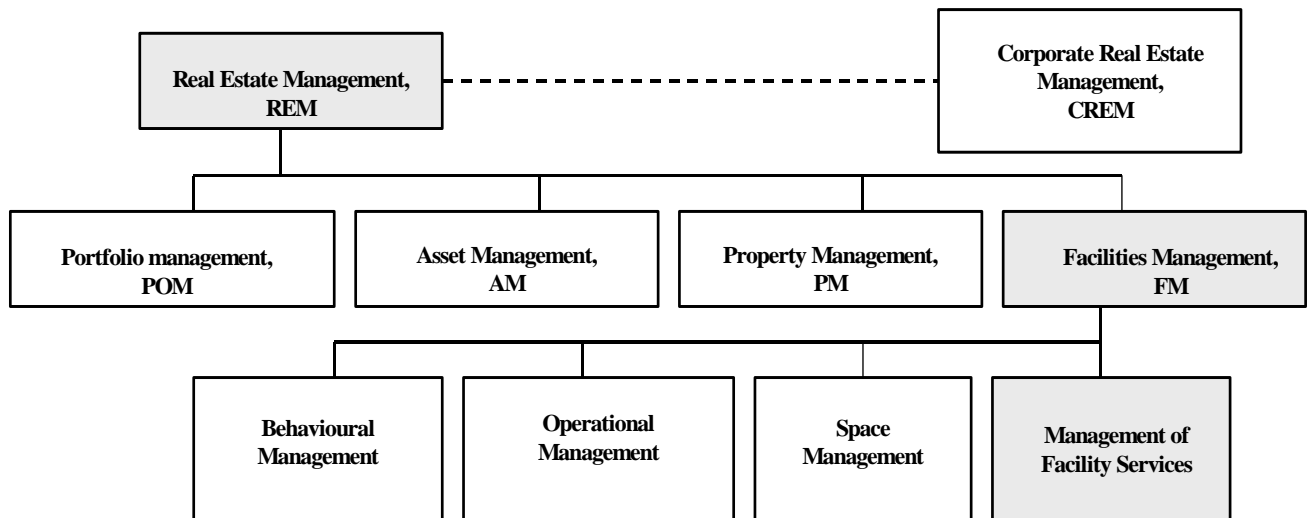 Real Estate Management,
REM
Corporate Real Estate
Management,
CREM
Portfolio management,
POM
Asset Management,
AM
Property Management,
PM
Facilities Management,
FM
Behavioural
Management
Operational
Management
Space
Management
Management of
Facility Services